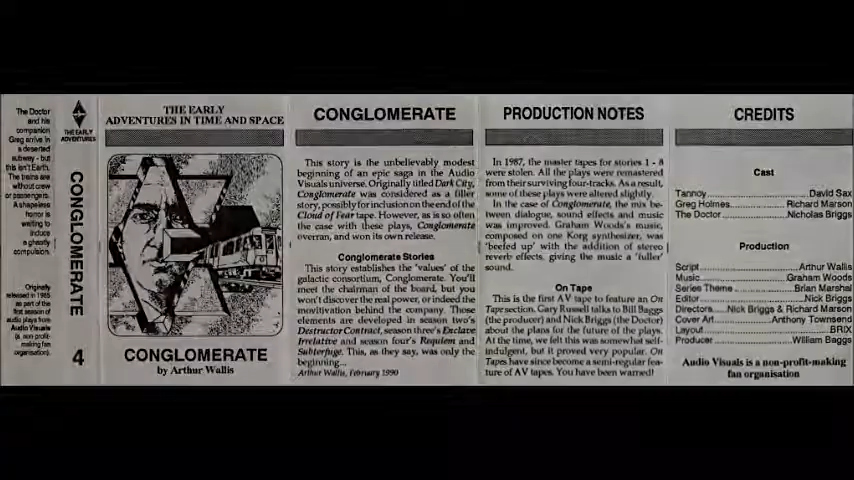 The Doctor
and his
companion
Greg arrive in
a deserted
subway - but
this isn't Earth.
The trains are
without crew
or passengers.
A shapeless
horror is
waiting to
induce
a ghastly
compulsion.
Originally
released in 1985
as part of the
first season of
audio plays from
Audio Visuals
(a non-profit-
making fan
organisation).
THE EARLY
ADVENTURES
CONGLOMERATE
4
THE EARLY
ADVENTURES IN TIME AND SPACE
CONGLOMERATE
by Arthur Wallis
CONGLOMERATE
This story is the unbelievably modest
beginning of an epic saga in the Audio
Visuals universe. Originally titled Dark City,
Conglomerate was considered as a filler
story, possibly for inclusion on the end of the
Cloud of Fear tape. However, as is so often
the case with these plays, Conglomerate
overran, and won its own release.
Conglomerate Stories
This story establishes the 'values' of the
galactic consortium, Conglomerate. You'll
meet the chairman of the board, but you
won't discover the real power, or indeed the
movitivation behind the company. Those
elements are developed in season two's
Destructor Contract, season three's Enclave
Irrelative and season four's Requiem and
Subterfuge. This, as they say, was only the
beginning...
Arthur Wallis, February 1990
PRODUCTION NOTES
In 1987, the master tapes for stories 1 - 8
were stolen. All the plays were remastered
from their surviving four-tracks. As a result,
some of these plays were altered slightly.
In the case of Conglomerate, the mix be-
tween dialogue, sound effects and music
was improved. Graham Woods's music,
composed on one Korg synthesizer, was
'beefed up' with the addition of stereo
reverb effects, giving the music a 'fuller'
sound.
On Tape
This is the first AV tape to feature an On
Tape section. Gary Russell talks to Bill Baggs
(the producer) and Nick Briggs (the Doctor)
about the plans for the future of the plays.
At the time, we felt this was somewhat self-
indulgent, but it proved very popular. On
Tapes have since become a semi-regular fea-
ture of AV tapes. You have been warned!
CREDITS
Cast
Tannoy...............................David Sax
Greg Holmes...............Richard Marson
The Doctor....................Nicholas Briggs
Production
Script................................Arthur Wallis
Music............................Graham Woods
Series Theme..................Brian Marshal
Editor.................................Nick Briggs
Directors.....Nick Briggs & Richard Marson
Cover Art..................Anthony Townsend
Layout.......................................BRIX
Producer........................William Baggs
Audio Visuals is a non-profit-making
fan organisation